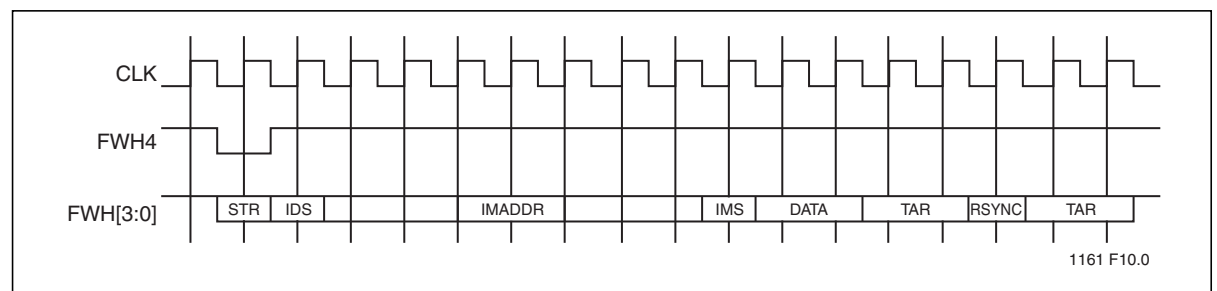 CLK
FWH4
FWH[3:0] STR IDS IMADDR IMS DATA TAR RSYNC TAR
1161 F10.0